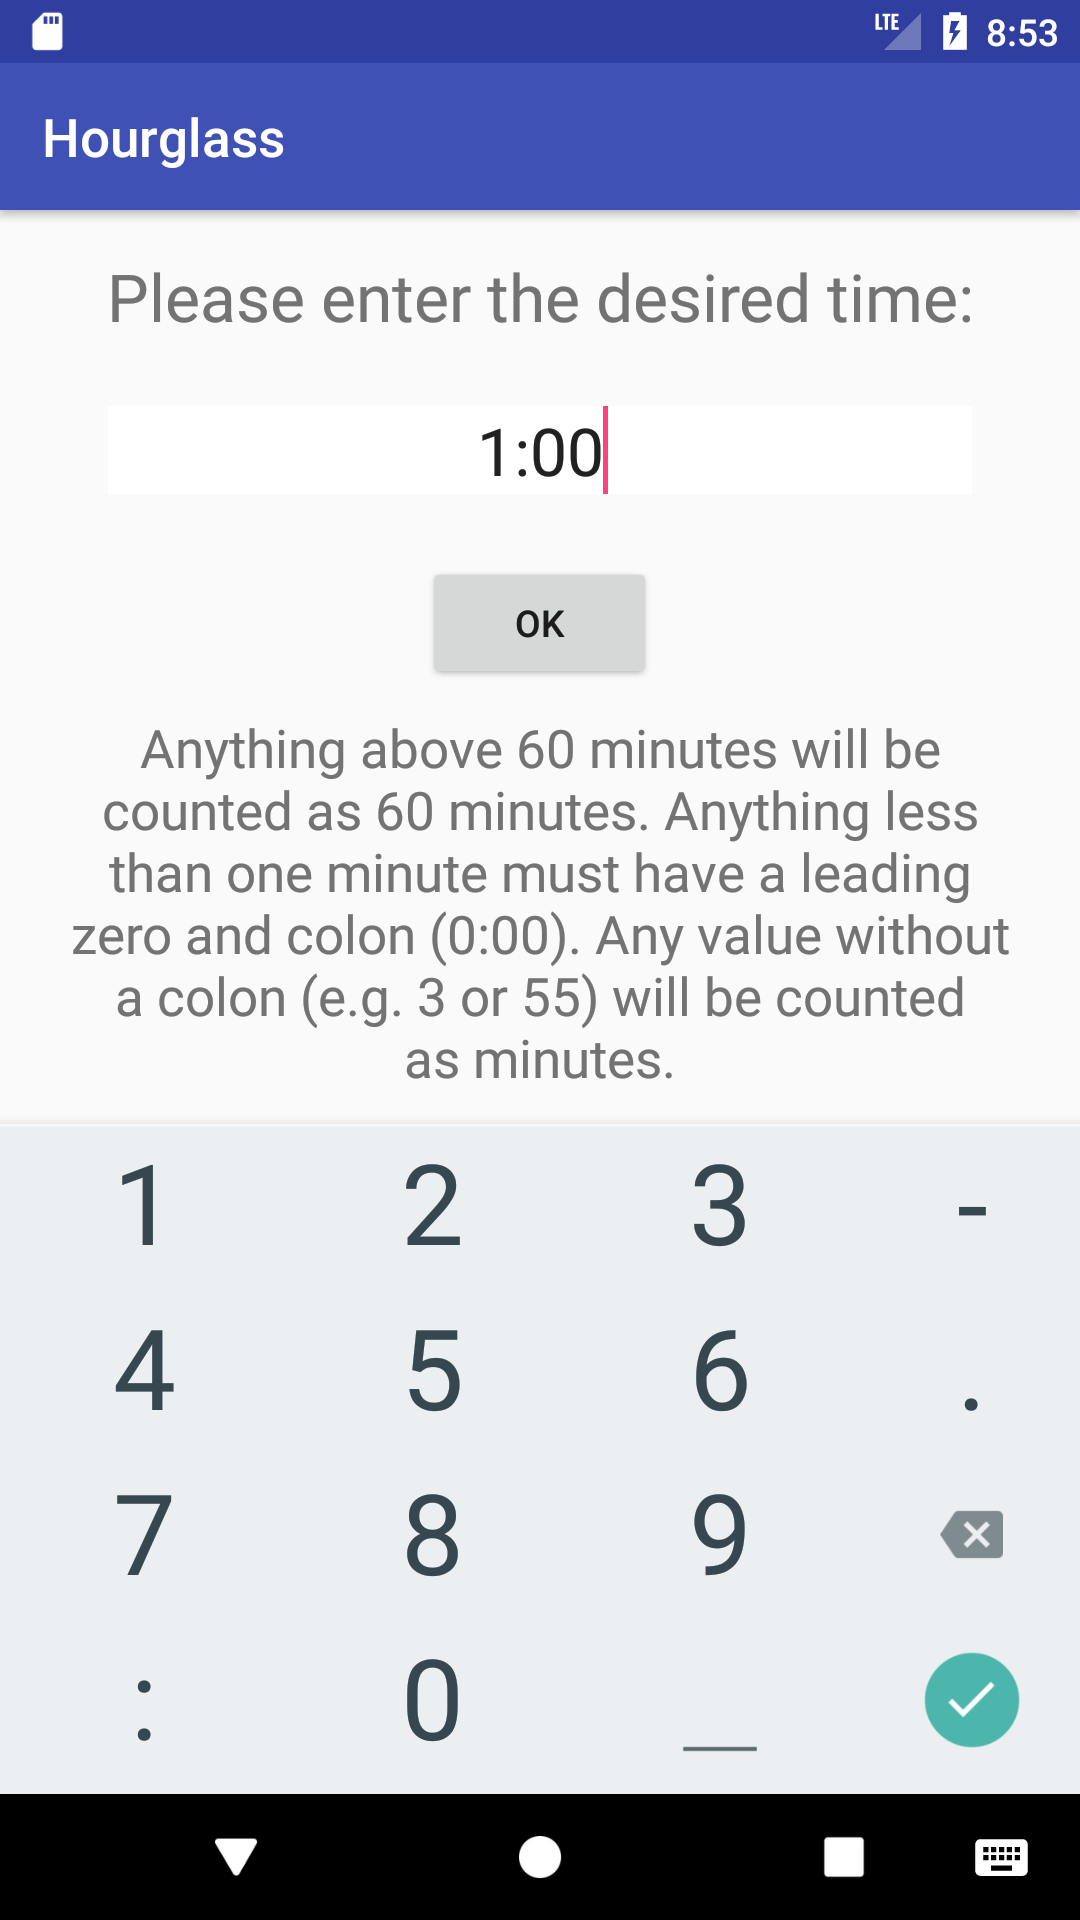 LTE 8:53
Hourglass
Please enter the desired time:
1:00
OK
Anything above 60 minutes will be
counted as 60 minutes. Anything less
than one minute must have a leading
zero and colon (0:00). Any value without
a colon (e.g. 3 or 55) will be counted
as minutes.
1 2 3 -
4 5 6 .
7 8 9
: 0 _